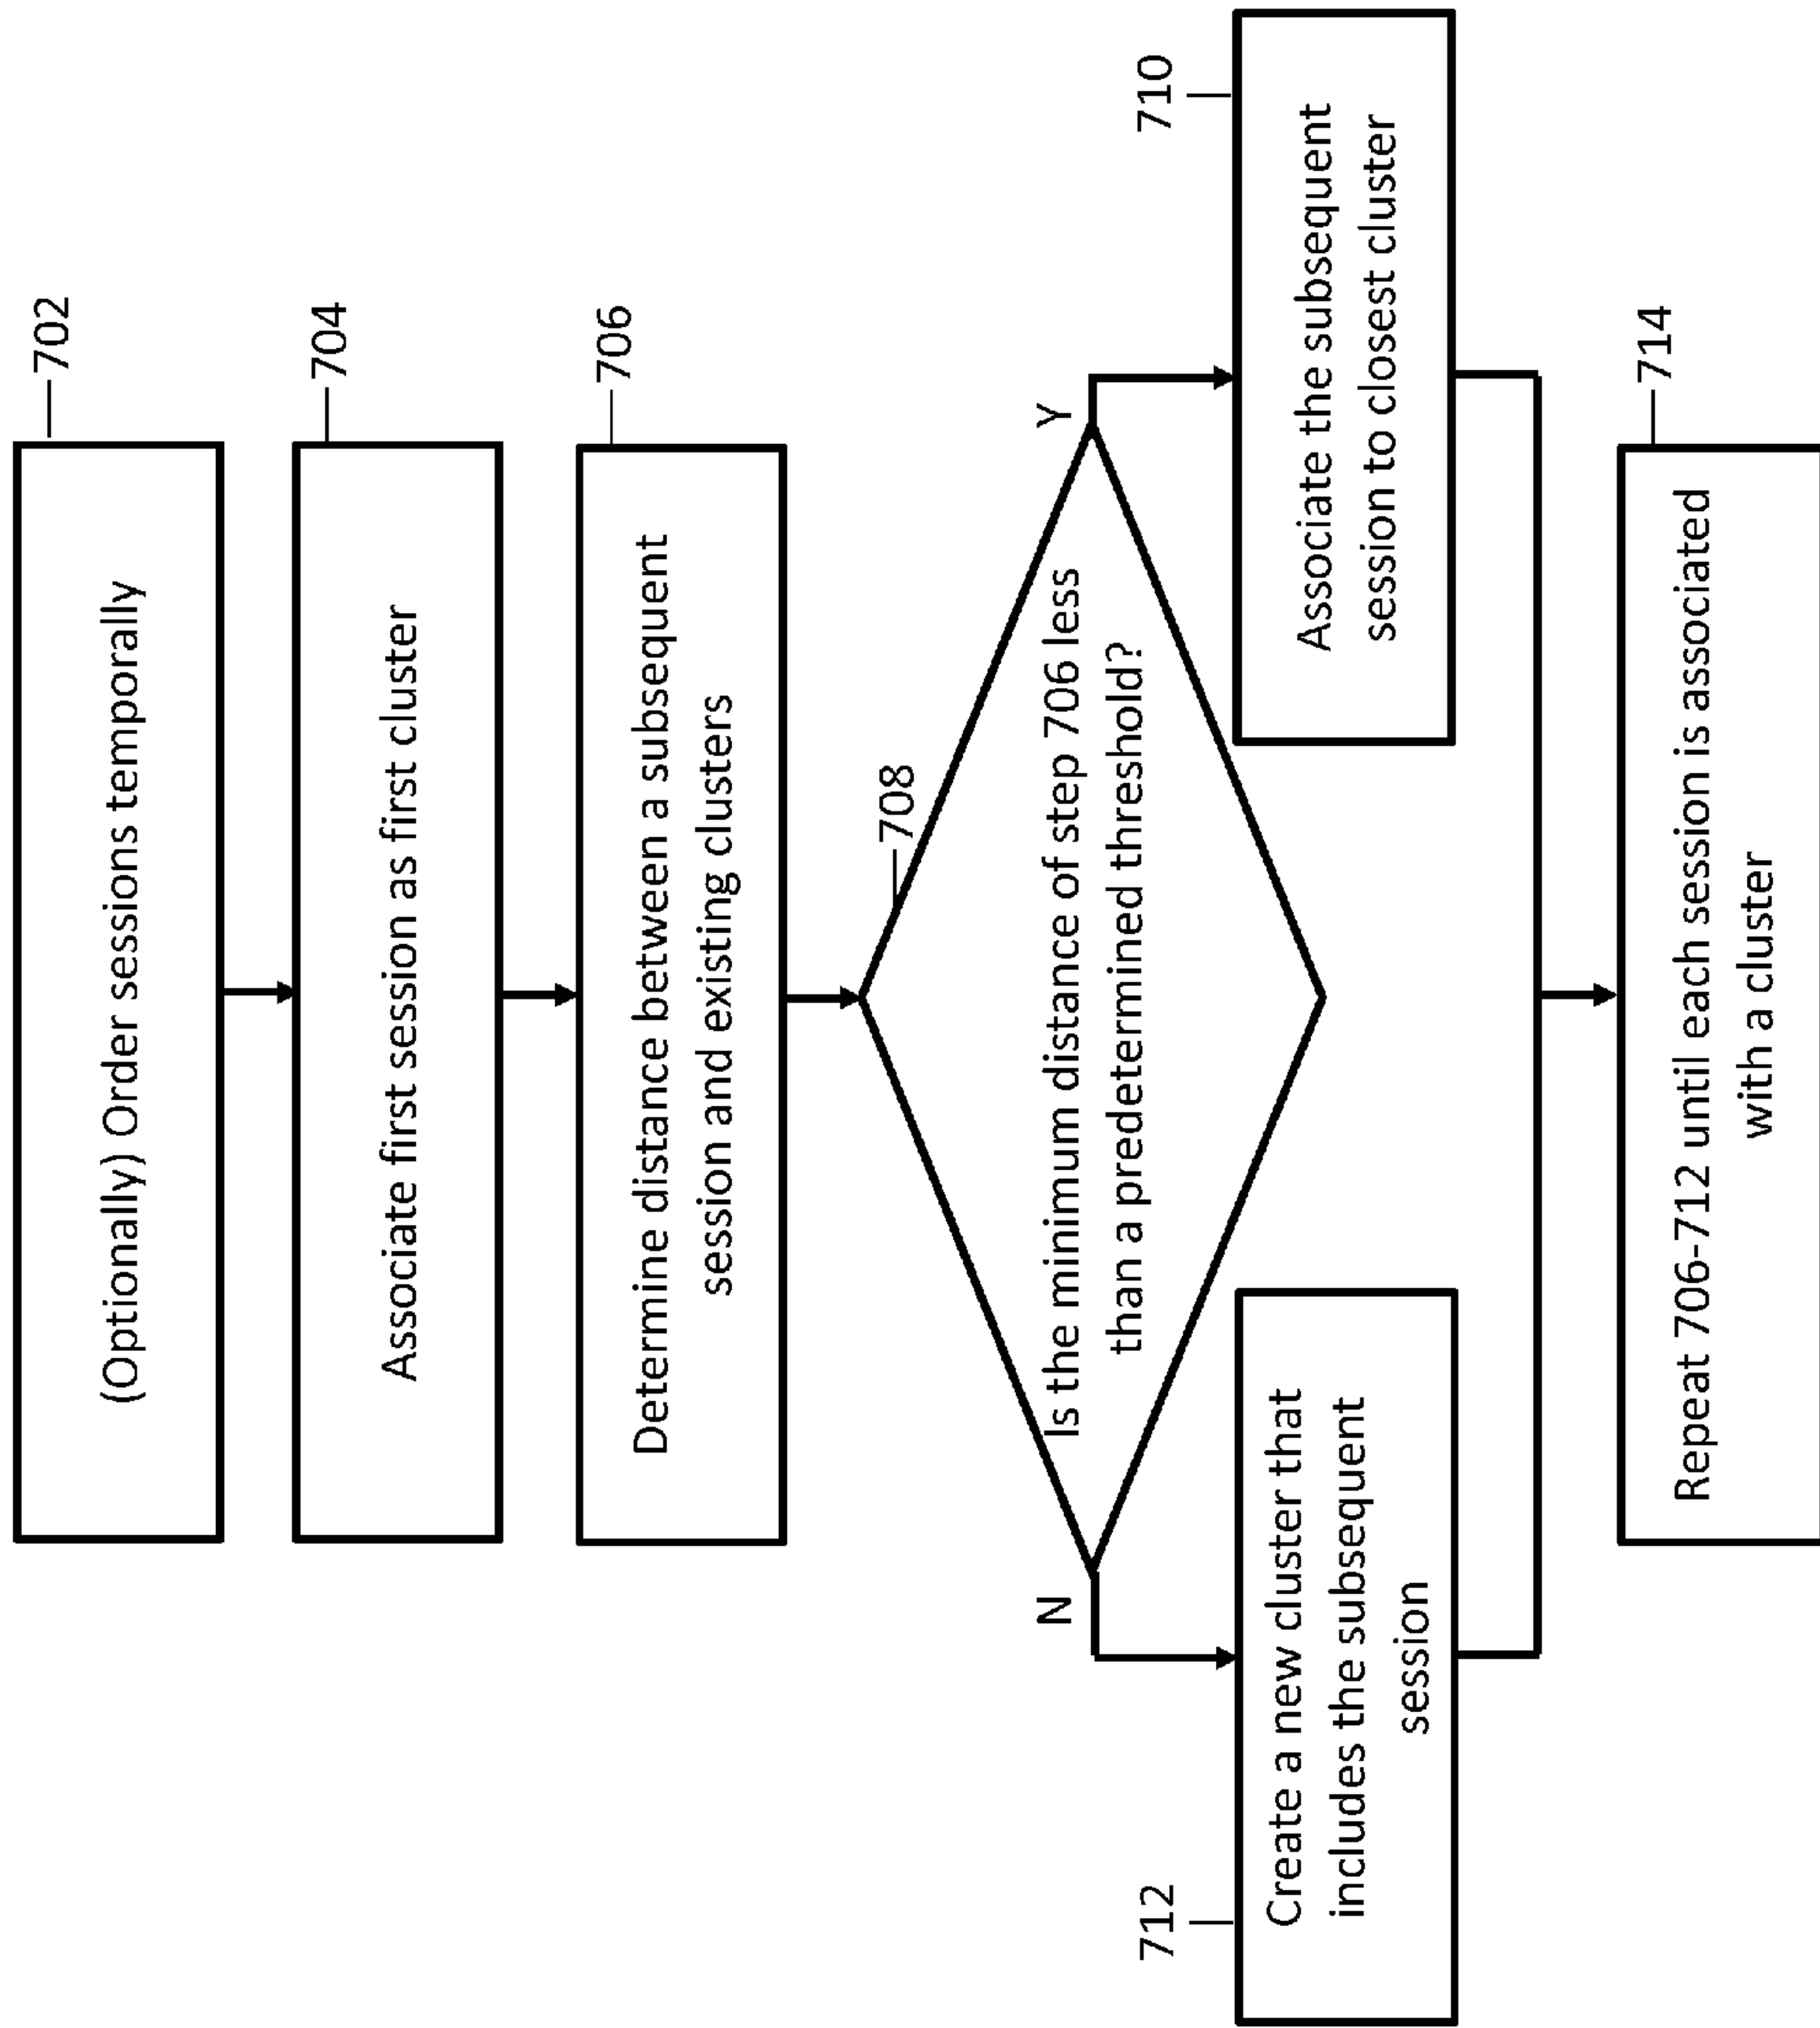 702
(Optionally) Order sessions temporally
704
Associate first session as first cluster
706
Determine distance between a subsequent
session and existing clusters
708
Is the minimum distance of step 706 less
than a predetermined threshold?
N
Y
712
Create a new cluster that
includes the subsequent
session
710
Associate the subsequent
session to closest cluster
714
Repeat 706-712 until each session is associated
with a cluster